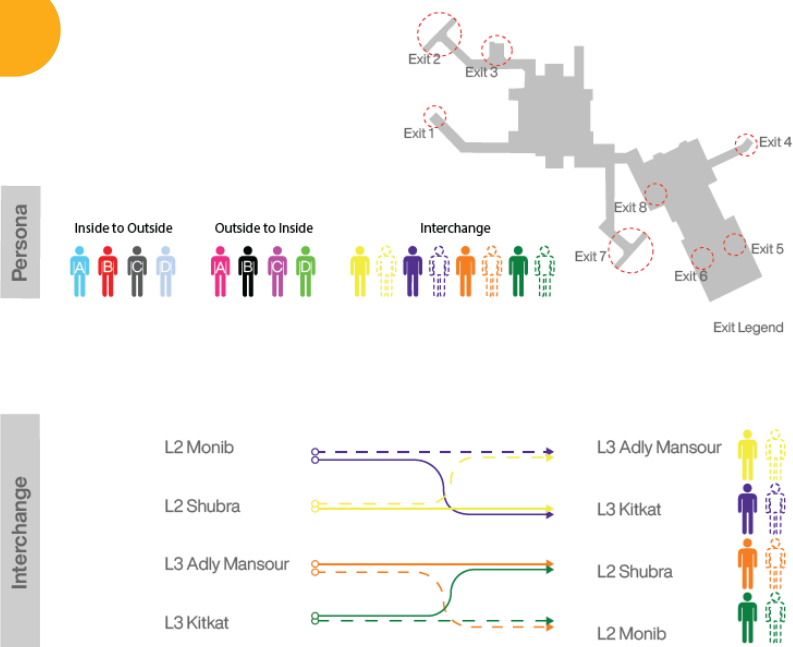 Exit 2
Exit 3
Exit 1
Exit 4
Exit 8
Exit 7
Exit 5
Exit 6
Exit Legend
Persona
Inside to Outside
Outside to Inside
Interchange
A B C D
A B C D
Interchange
L2 Monib
L3 Adly Mansour
L2 Shubra
L3 Kitkat
L3 Adly Mansour
L2 Shubra
L3 Kitkat
L2 Monib